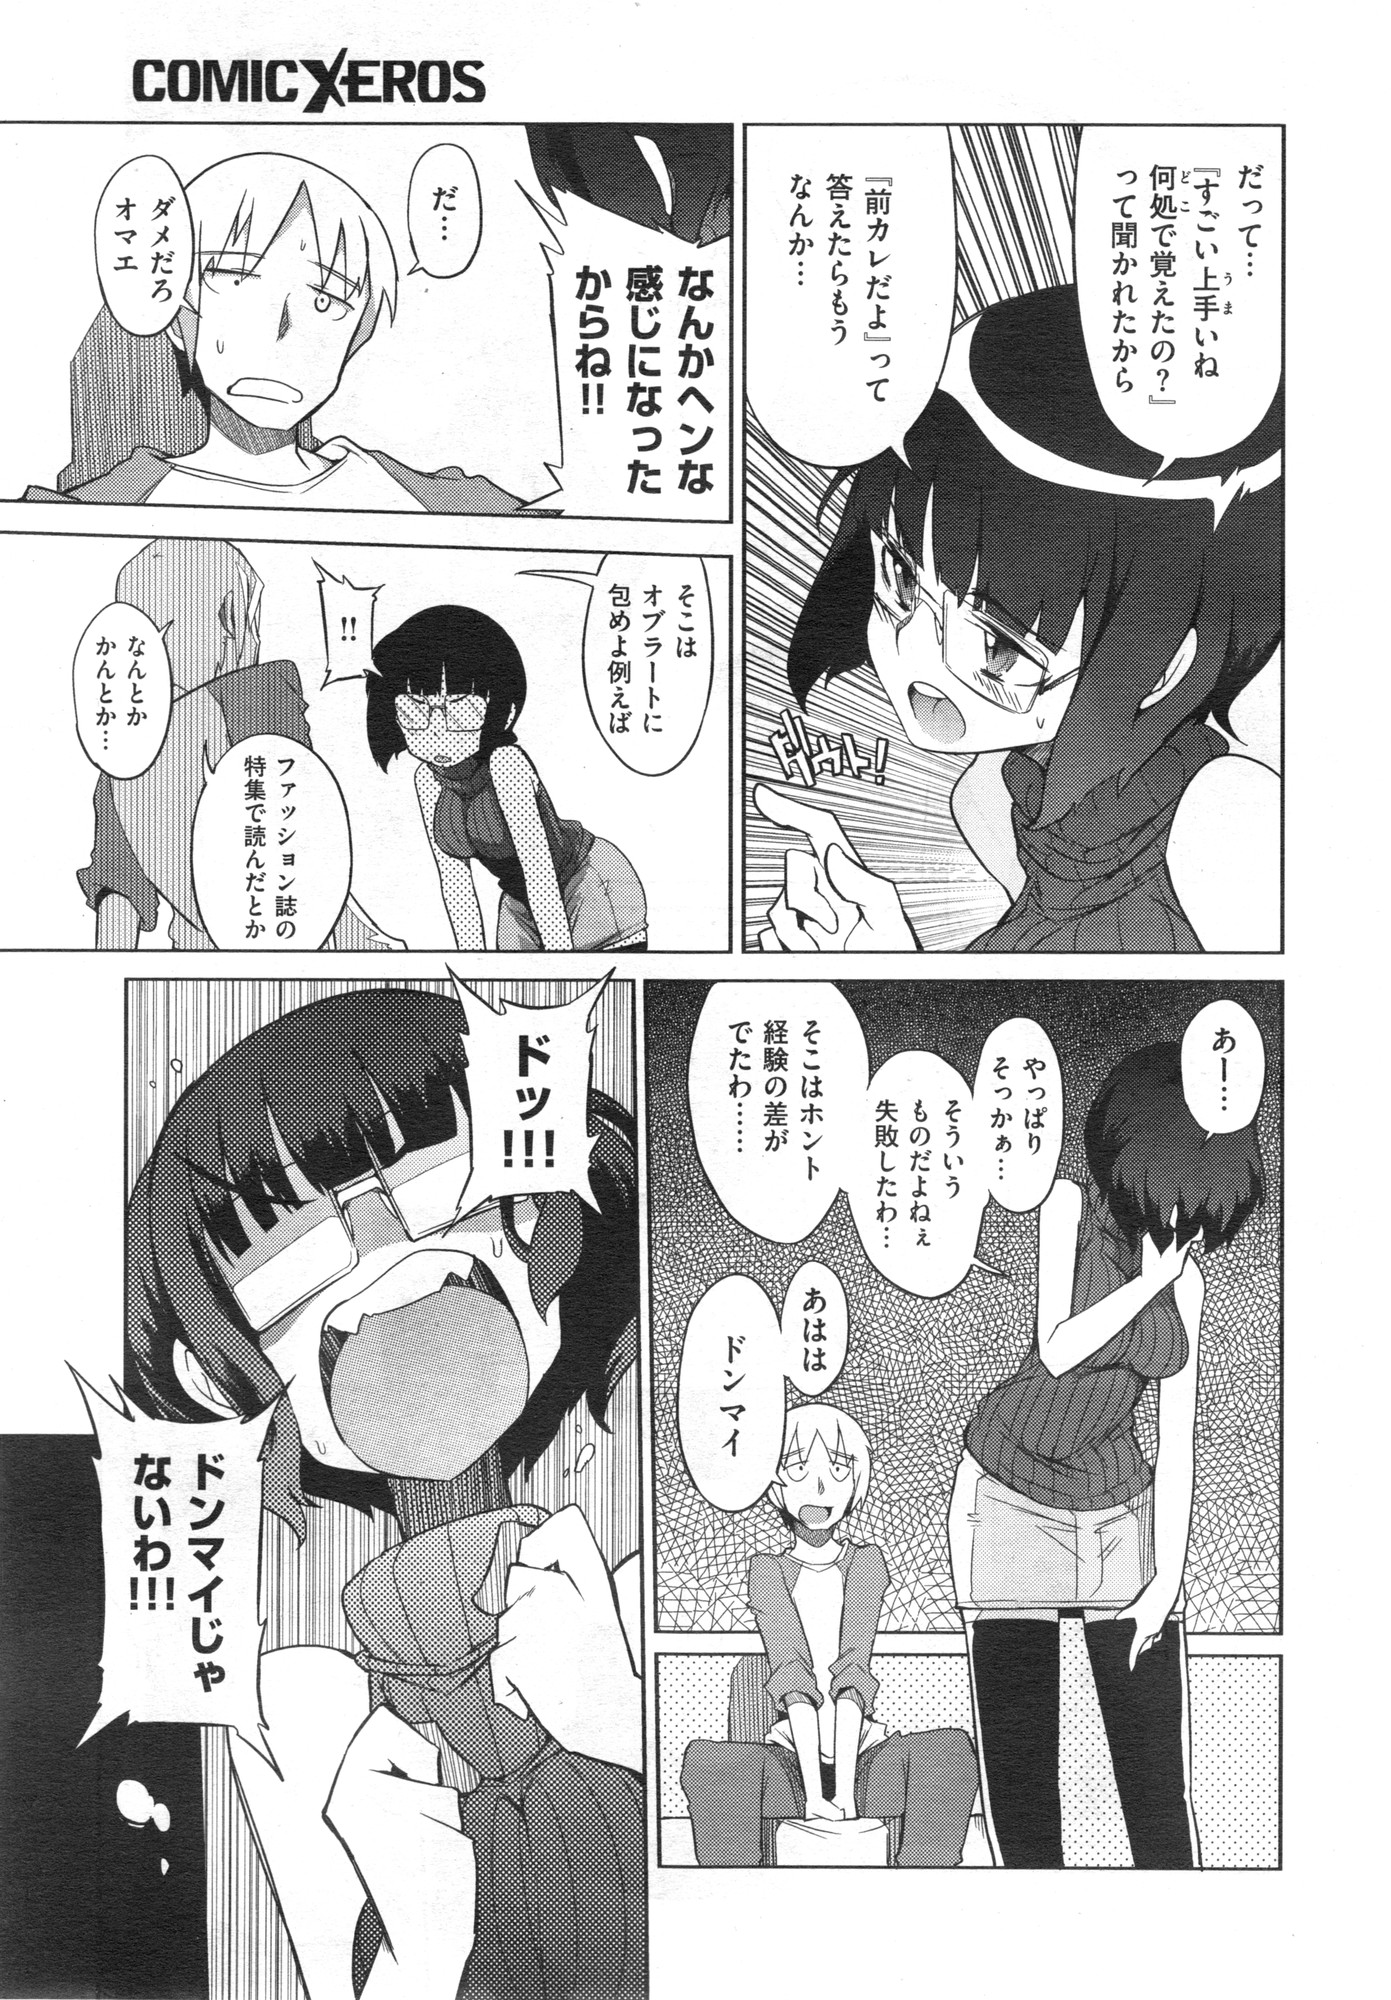 COMIC XEROS
だって…
『すごい上手いね
うま
何処で覚えたの？』
どこ
って聞かれたから
『前カレだよ』って
答えたらもう
なんか…
なんかヘンな
感じになった
からね!!
だ…
ダメだろ
オマエ
そこは
オブラートに
包めよ例えば
!!
ファッション誌の
特集で読んだとか
なんとか
かんとか…
あー…
やっぱり
そっかぁ…
そういう
ものだよねぇ
失敗したわ…
そこはホント
経験の差が
でたわ……
あはは
ドンマイ
ドッ!!!
ドンマイじゃ
ないわ!!!